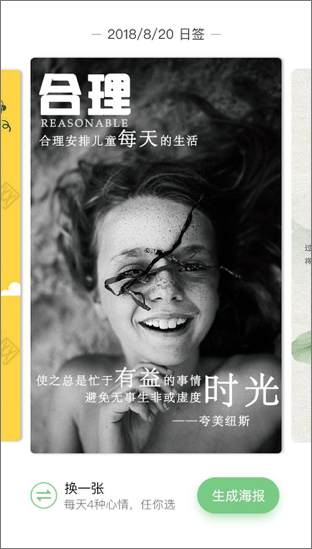 2018/8/20 日签
合理
REASONABLE
合理安排儿童每天的生活
使之总是忙于有益的事情
避免无事生非或虚度时光
——夸美纽斯
过
将
换一张
每天4种心情，任你选
生成海报